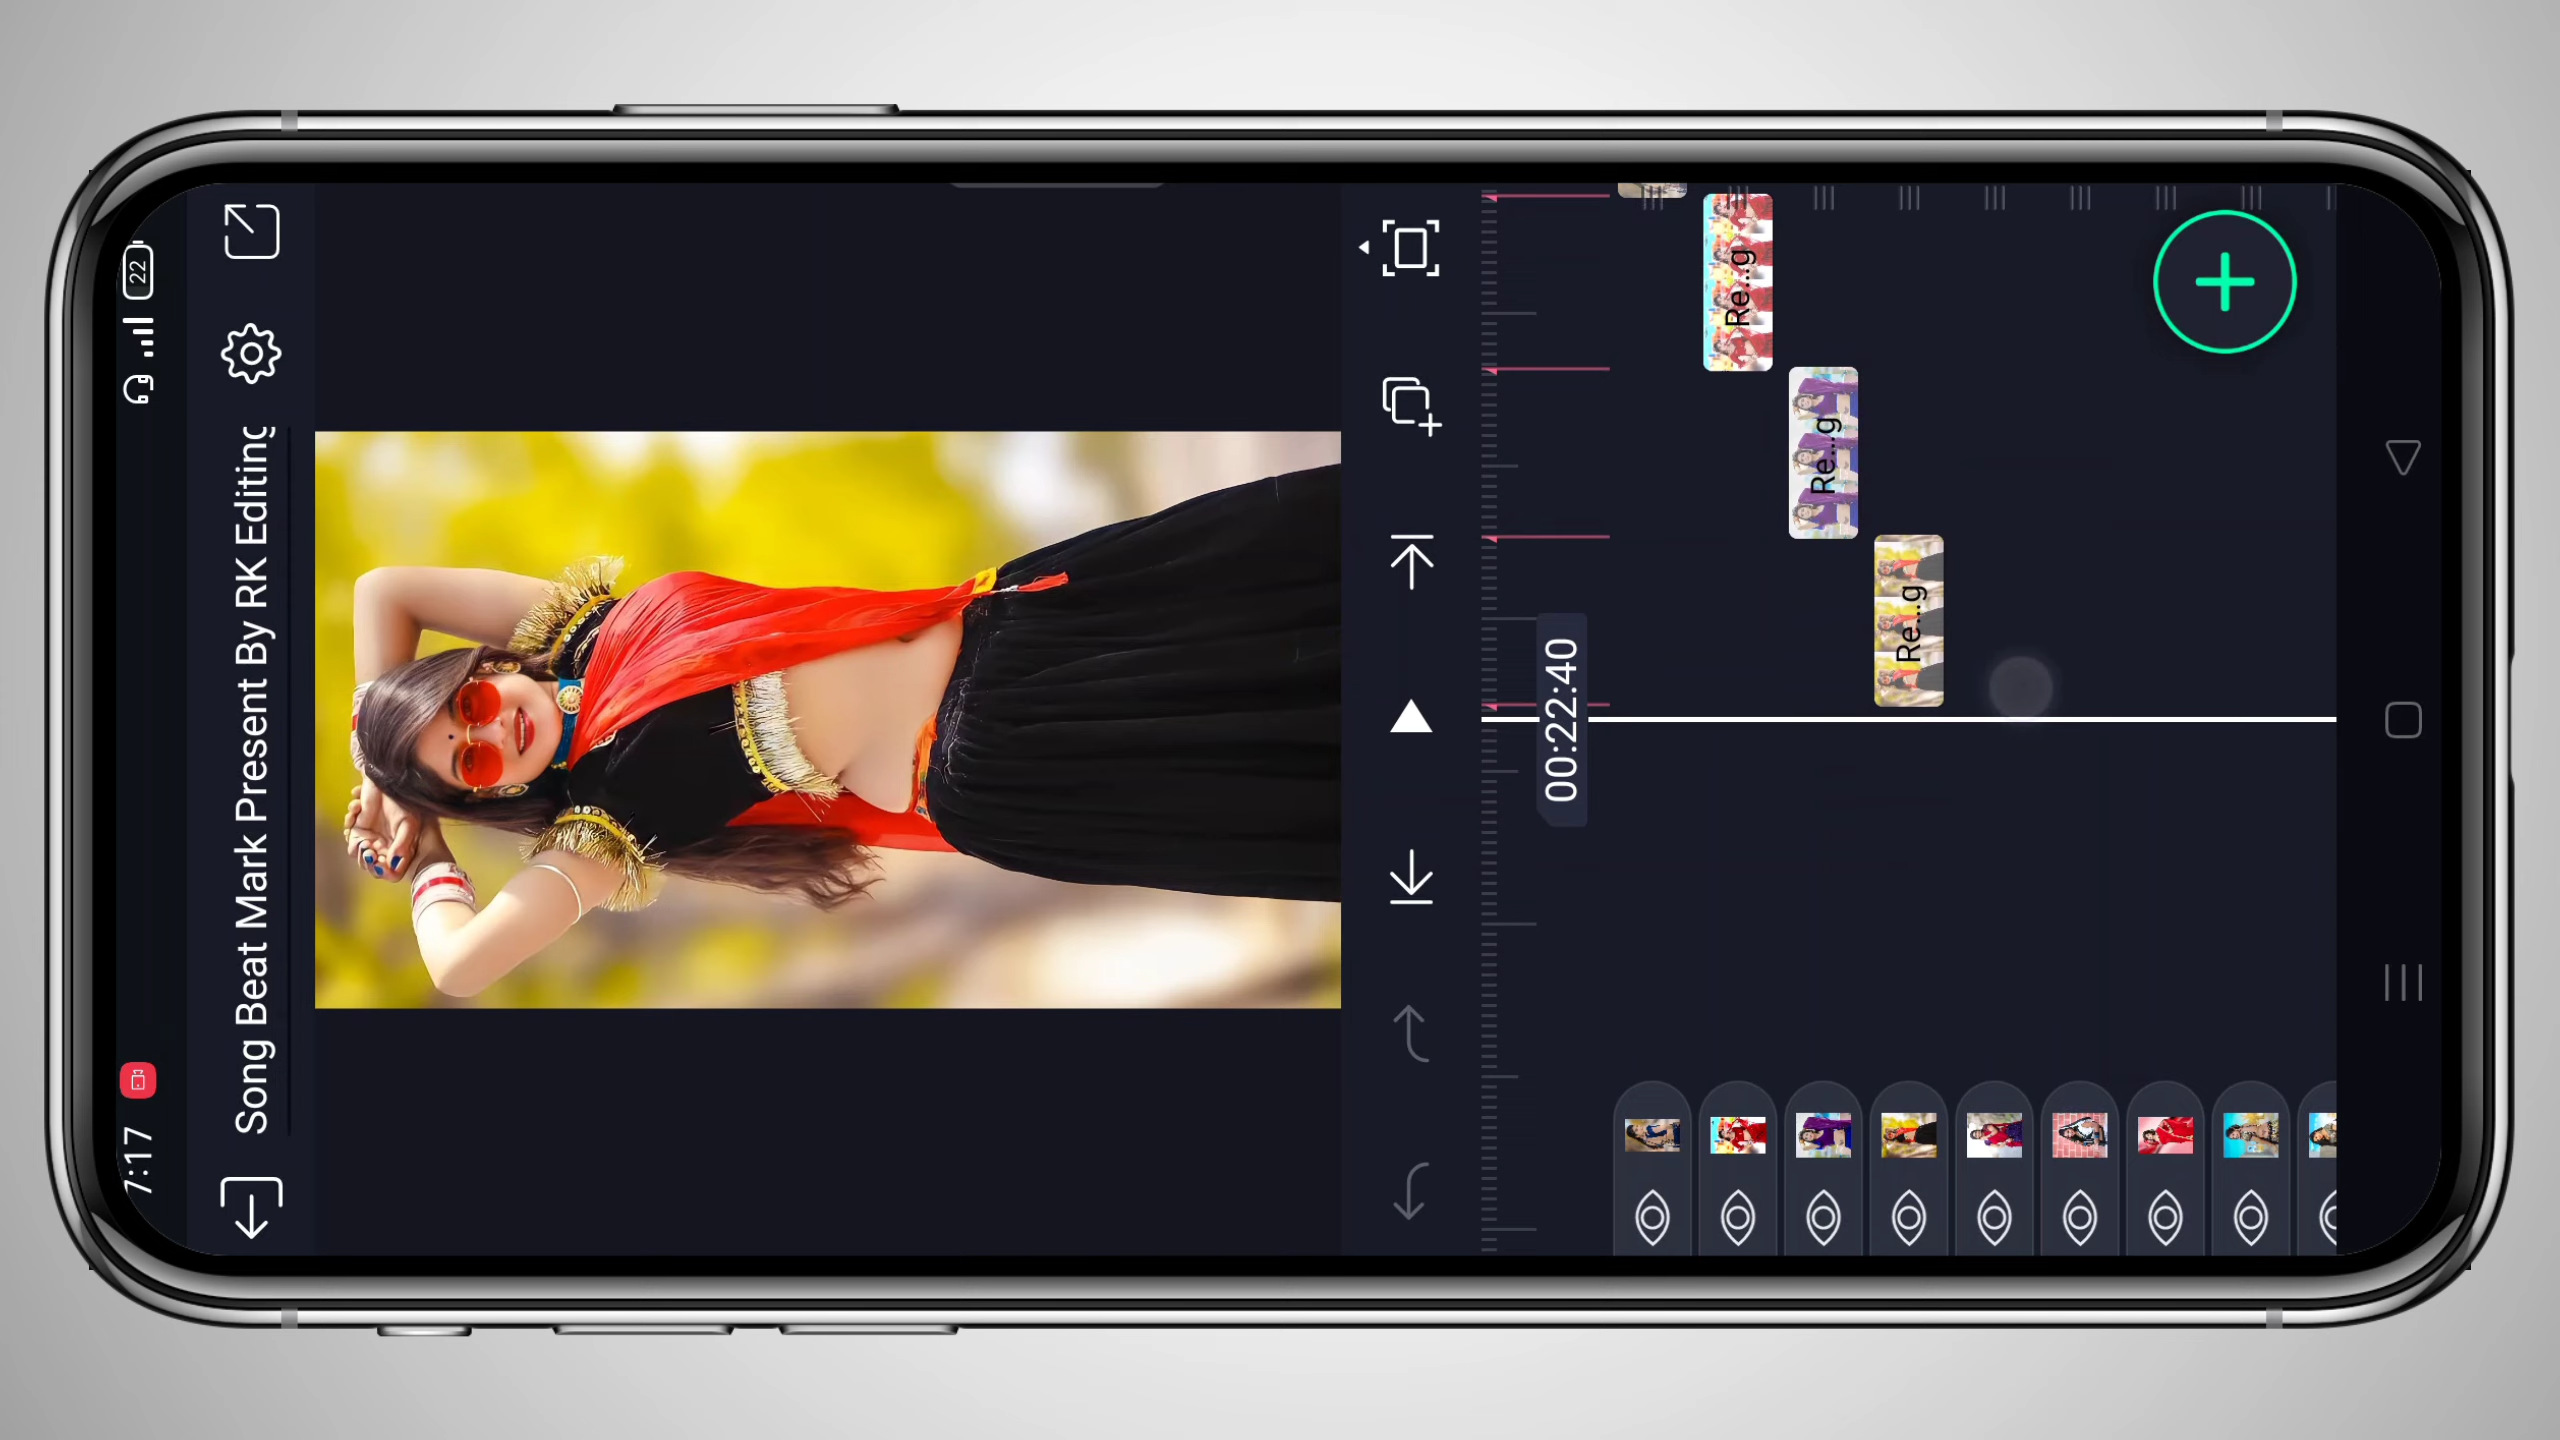 7:17
22
Song Beat Mark Present By RK Editing
00:22:40
Re...g
Re...g
Re...g